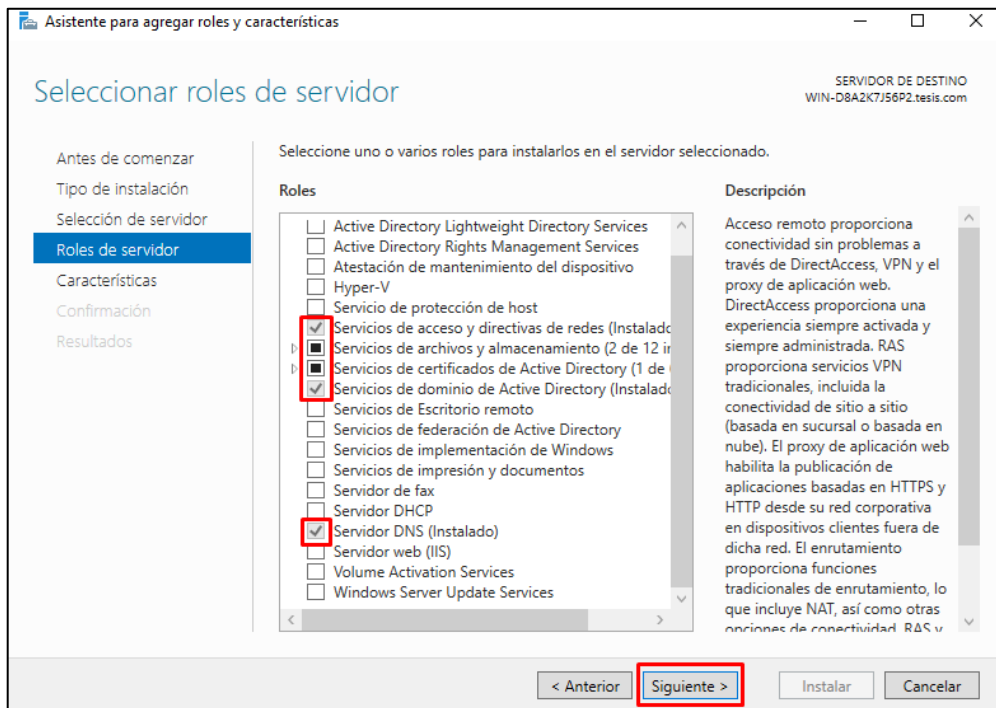 Asistente para agregar roles y características
Seleccionar roles de servidor
SERVIDOR DE DESTINO
WIN-D8A2K7J56P2.tesis.com
Antes de comenzar
Tipo de instalación
Selección de servidor
Roles de servidor
Características
Confirmación
Resultados
Seleccione uno o varios roles para instalarlos en el servidor seleccionado.
Roles
Active Directory Lightweight Directory Services
Active Directory Rights Management Services
Atestación de mantenimiento del dispositivo
Hyper-V
Servicio de protección de host
Servicios de acceso y directivas de redes (Instalado
Servicios de archivos y almacenamiento (2 de 12 in
Servicios de certificados de Active Directory (1 de
Servicios de dominio de Active Directory (Instalado
Servicios de Escritorio remoto
Servicios de federación de Active Directory
Servicios de implementación de Windows
Servicios de impresión y documentos
Servidor de fax
Servidor DHCP
Servidor DNS (Instalado)
Servidor web (IIS)
Volume Activation Services
Windows Server Update Services
Descripción
Acceso remoto proporciona
conectividad sin problemas a
través de DirectAccess, VPN y el
proxy de aplicación web.
DirectAccess proporciona una
experiencia siempre activada y
siempre administrada. RAS
proporciona servicios VPN
tradicionales, incluida la
conectividad de sitio a sitio
(basada en sucursal o basada en
nube). El proxy de aplicación web
habilita la publicación de
aplicaciones basadas en HTTPS y
HTTP desde su red corporativa
en dispositivos clientes fuera de
dicha red. El enrutamiento
proporciona funciones
tradicionales de enrutamiento, lo
que incluye NAT, así como otras
opciones de conectividad. RAS y
< Anterior
Siguiente >
Instalar
Cancelar